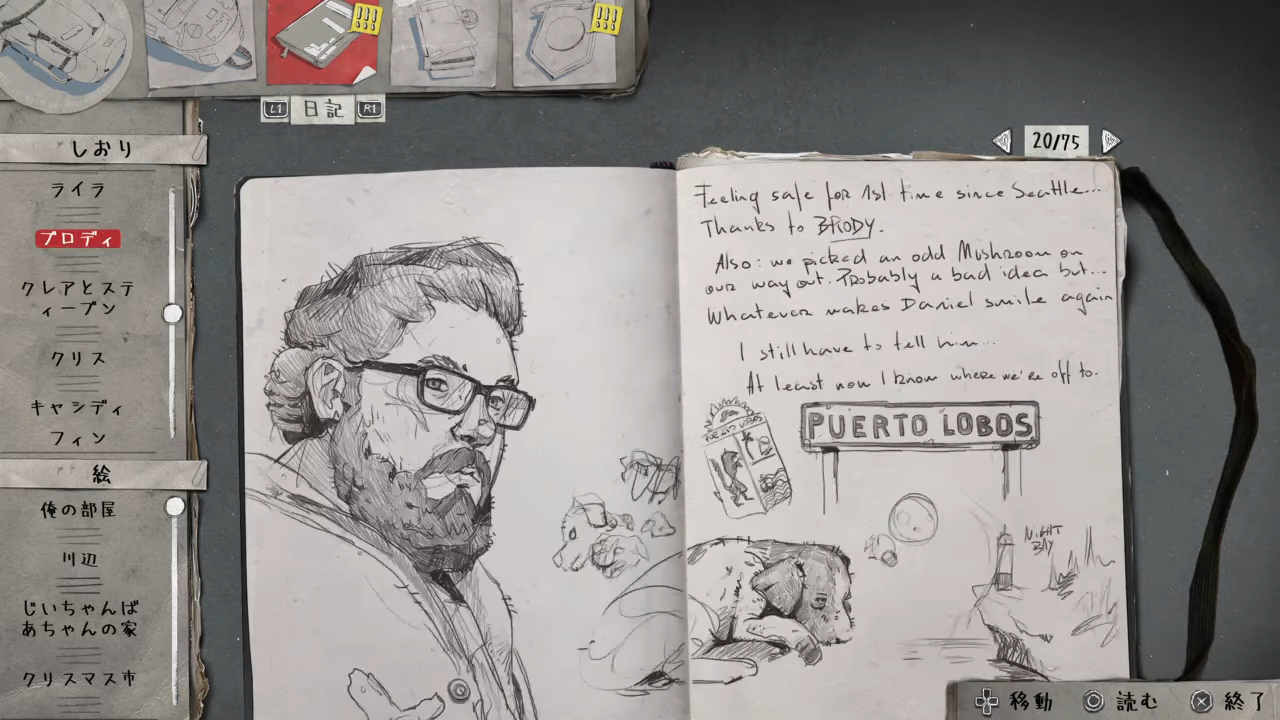 L1 日記 R1
20/75
しおり
ライラ
ブロディ
クレアとステ
ィーブン
クリス
キャシディ
フィン
絵
俺の部屋
川辺
じいちゃんば
あちゃんの家
クリスマス市
Feeling safe for 1st time since Seattle...
Thanks to BRODY.
Also: we picked an odd Mushroom on
our way out. Probably a bad idea but...
Whatever makes Daniel smile again
I still have to tell him...
At least now I know where we're off to.
PUERTO LOBOS
NIGHT
BAY
移動 読む 終了